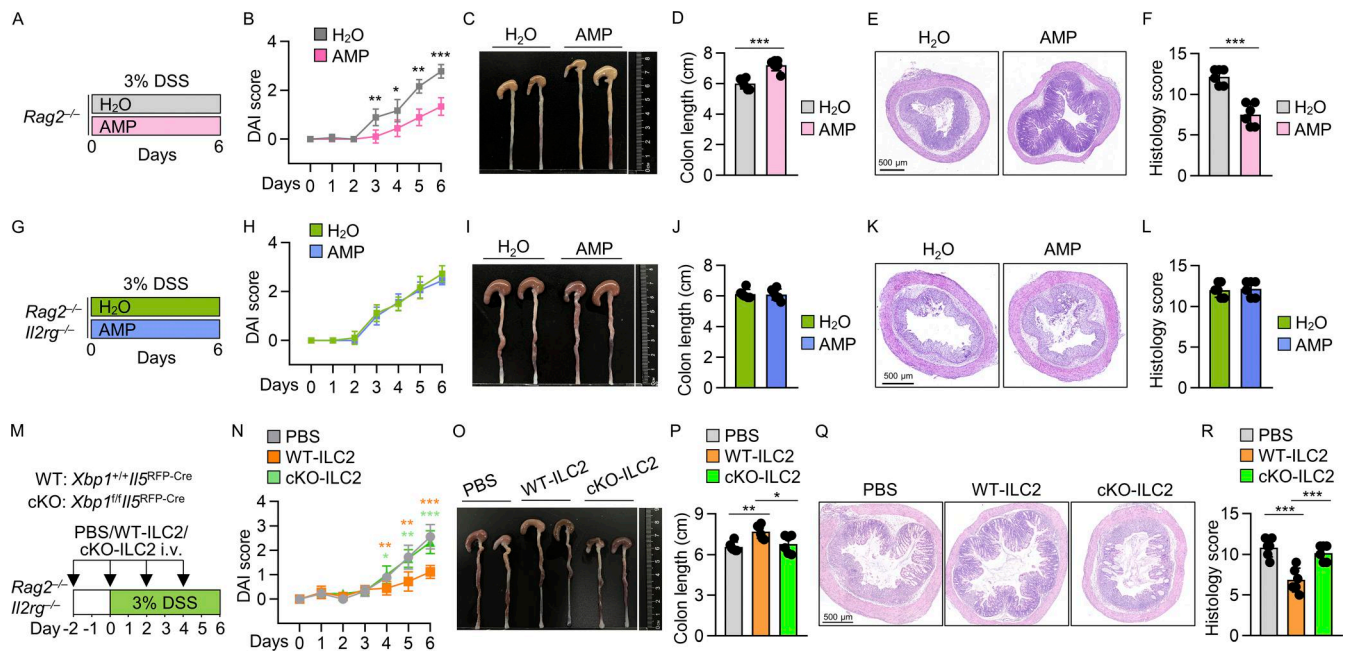 A
3% DSS
Rag2–/–
H2O
AMP
0
6
Days
B
H2O
AMP
DAI score
4
3
2
1
0
**
*
**
***
Days 0 1 2 3 4 5 6
C
H2O
AMP
D
***
Colon length (cm)
8
6
4
2
0
H2O
AMP
E
H2O
AMP
500 µm
F
***
Histology score
15
10
5
0
H2O
AMP
G
3% DSS
Rag2–/–
Il2rg–/–
H2O
AMP
0
6
Days
H
H2O
AMP
DAI score
4
3
2
1
0
Days 0 1 2 3 4 5 6
I
H2O
AMP
J
Colon length (cm)
8
6
4
2
0
H2O
AMP
K
H2O
AMP
500 µm
L
Histology score
15
10
5
0
H2O
AMP
M
WT: Xbp1+/+Il5RFP-Cre
cKO: Xbp1f/fIl5RFP-Cre
PBS/WT-ILC2/
cKO-ILC2 i.v.
Rag2–/–
Il2rg–/–
3% DSS
Day -2 -1 0 1 2 3 4 5 6
N
PBS
WT-ILC2
cKO-ILC2
DAI score
4
3
2
1
0
**
*
**
**
***
***
Days 0 1 2 3 4 5 6
O
PBS
WT-ILC2
cKO-ILC2
P
PBS
WT-ILC2
cKO-ILC2
*
**
Colon length (cm)
10
8
6
4
2
0
Q
PBS
WT-ILC2
cKO-ILC2
500 µm
R
PBS
WT-ILC2
cKO-ILC2
***
***
Histology score
15
10
5
0